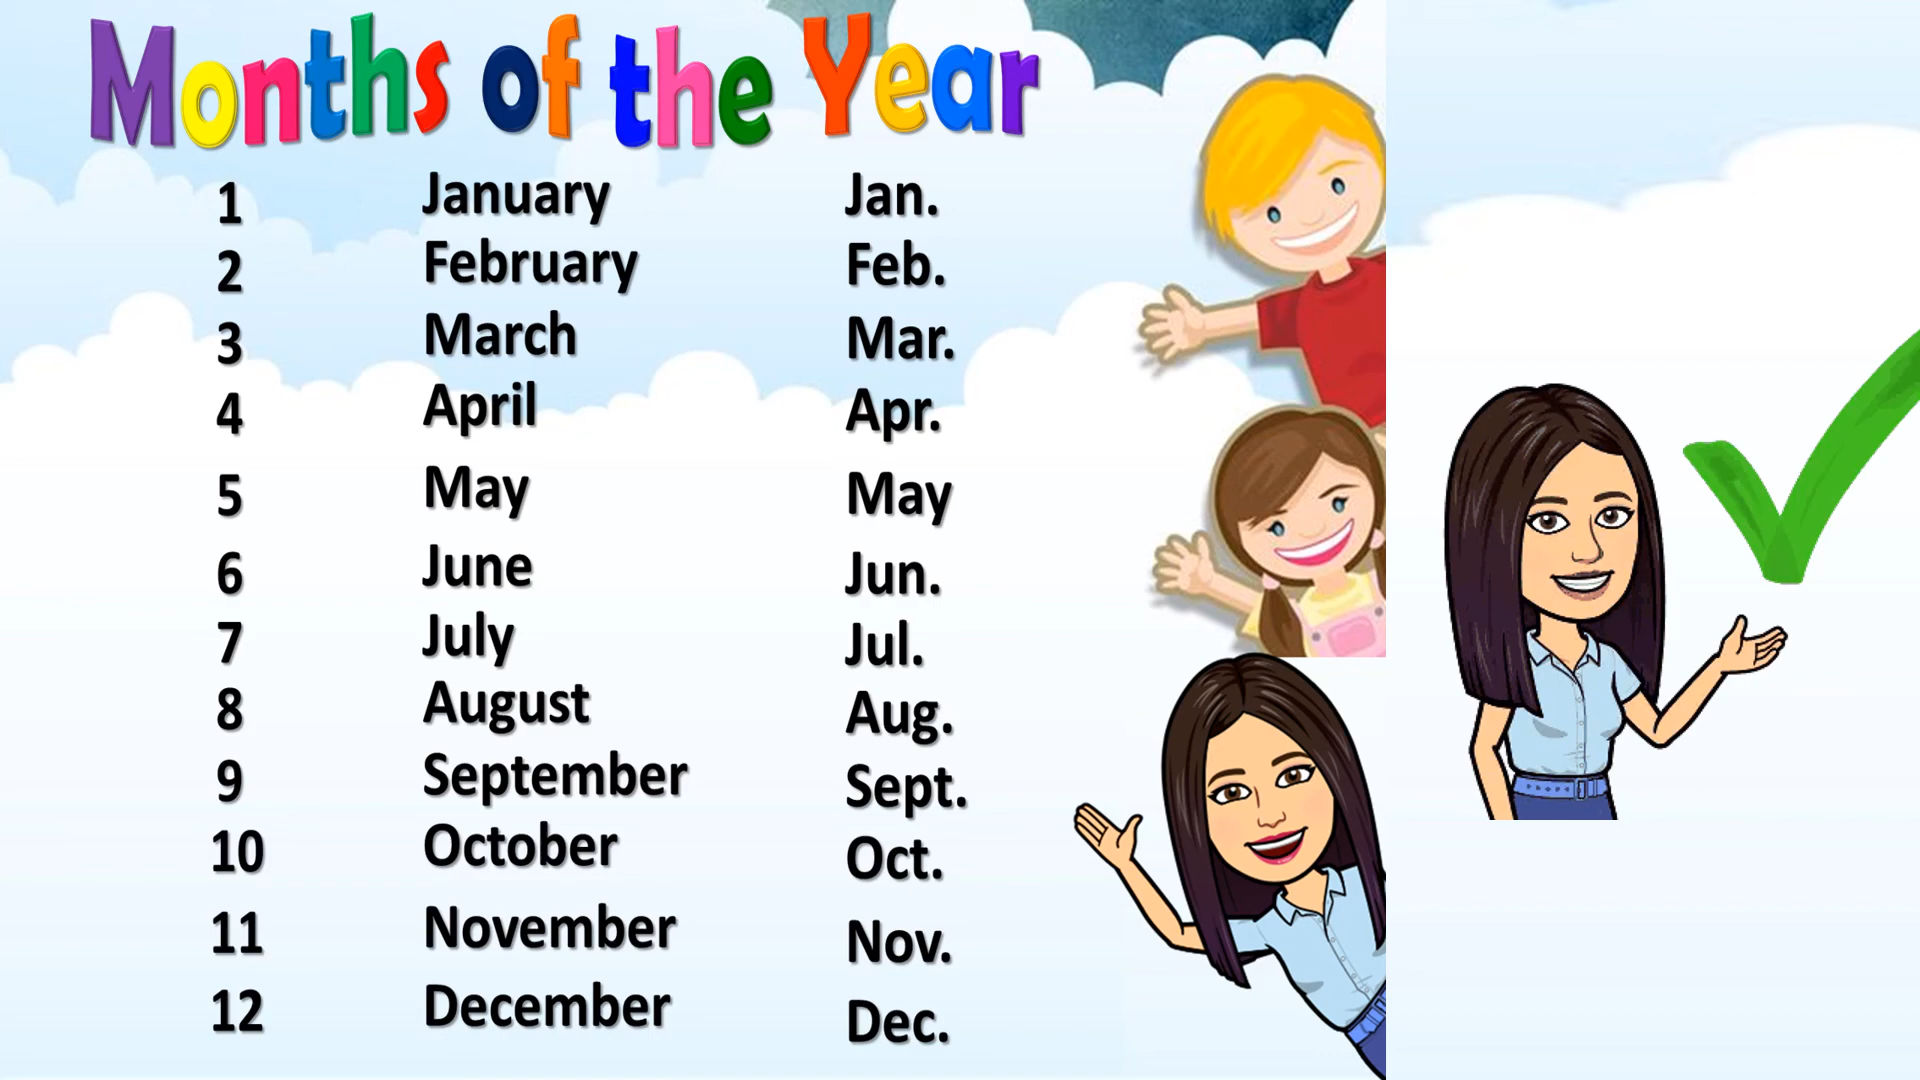 Months of the Year
1 January Jan.
2 February Feb.
3 March Mar.
4 April Apr.
5 May May
6 June Jun.
7 July Jul.
8 August Aug.
9 September Sept.
10 October Oct.
11 November Nov.
12 December Dec.